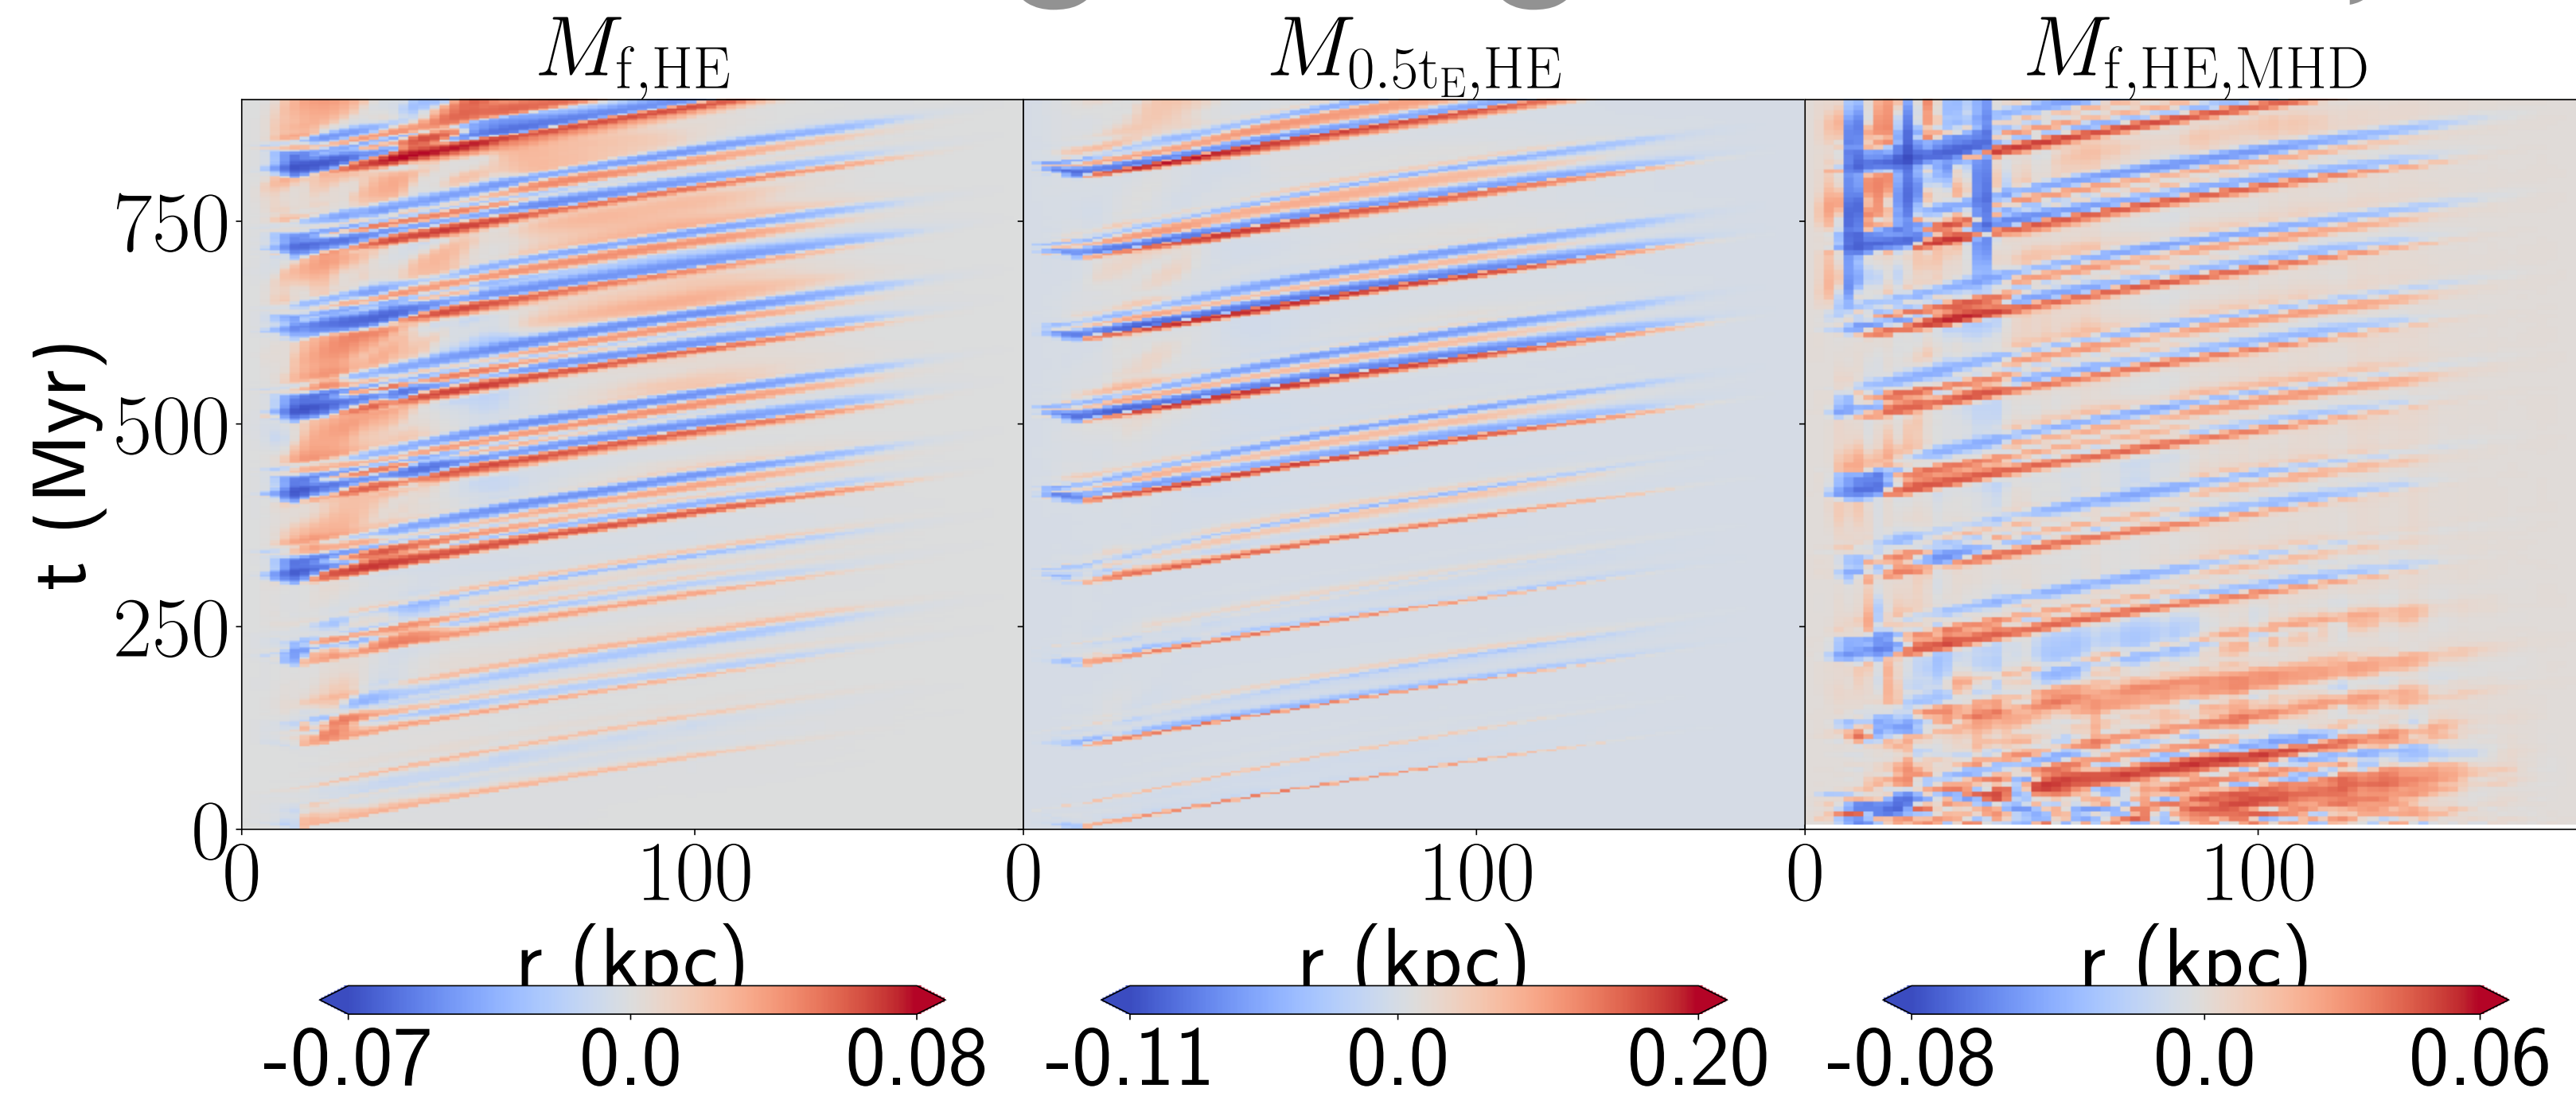 M_f,HE M_0.5t_E,HE M_f,HE,MHD
t (Myr)
750
500
250
0
0 100 0 100 0 100
r (kpc) r (kpc) r (kpc)
-0.07 0.0 0.08 -0.11 0.0 0.20 -0.08 0.0 0.06